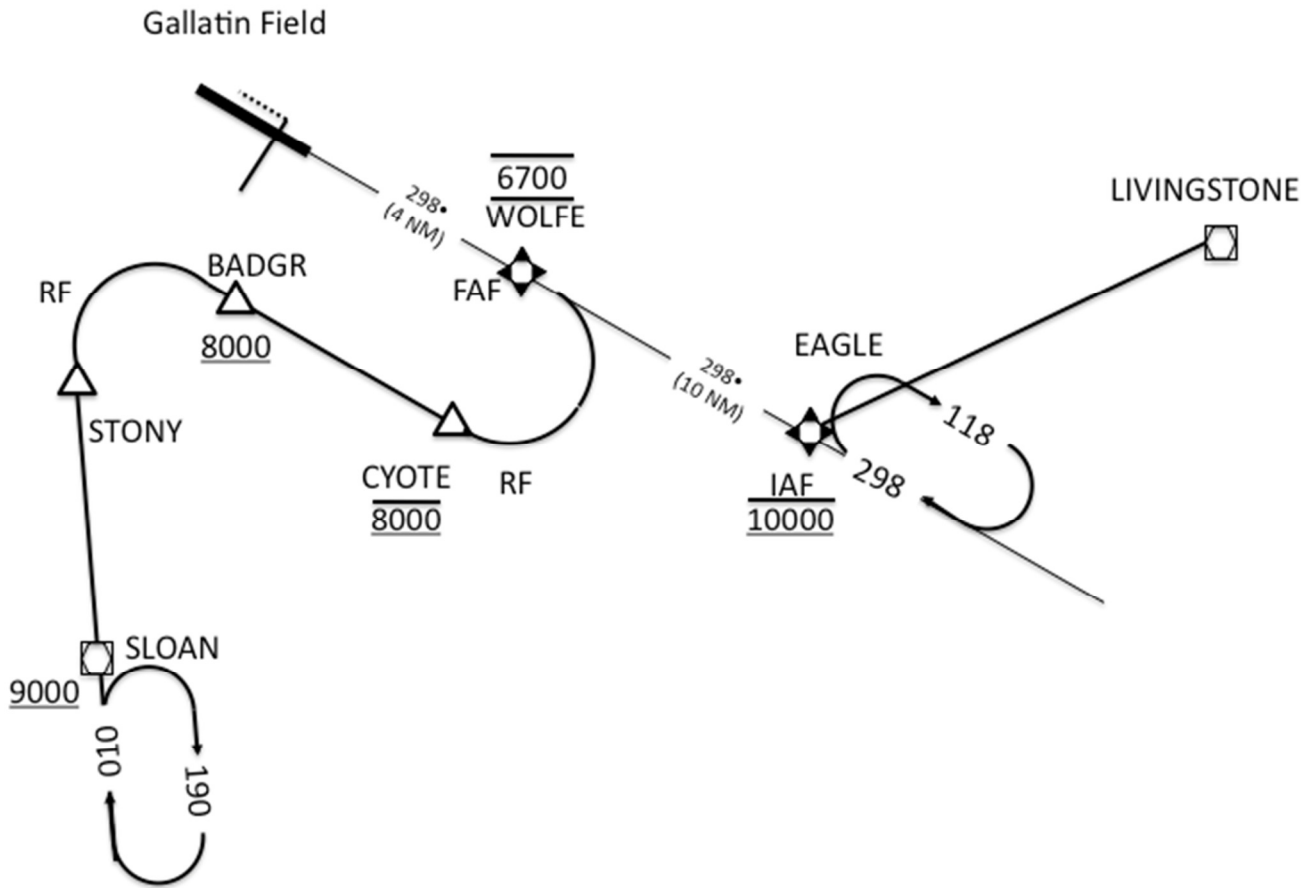 Gallatin Field
298•
(4 NM)
6700
WOLFE
FAF
LIVINGSTONE
RF
BADGR
8000
STONY
298•
(10 NM)
EAGLE
118
298
IAF
10000
CYOTE
8000
RF
SLOAN
9000
010
190